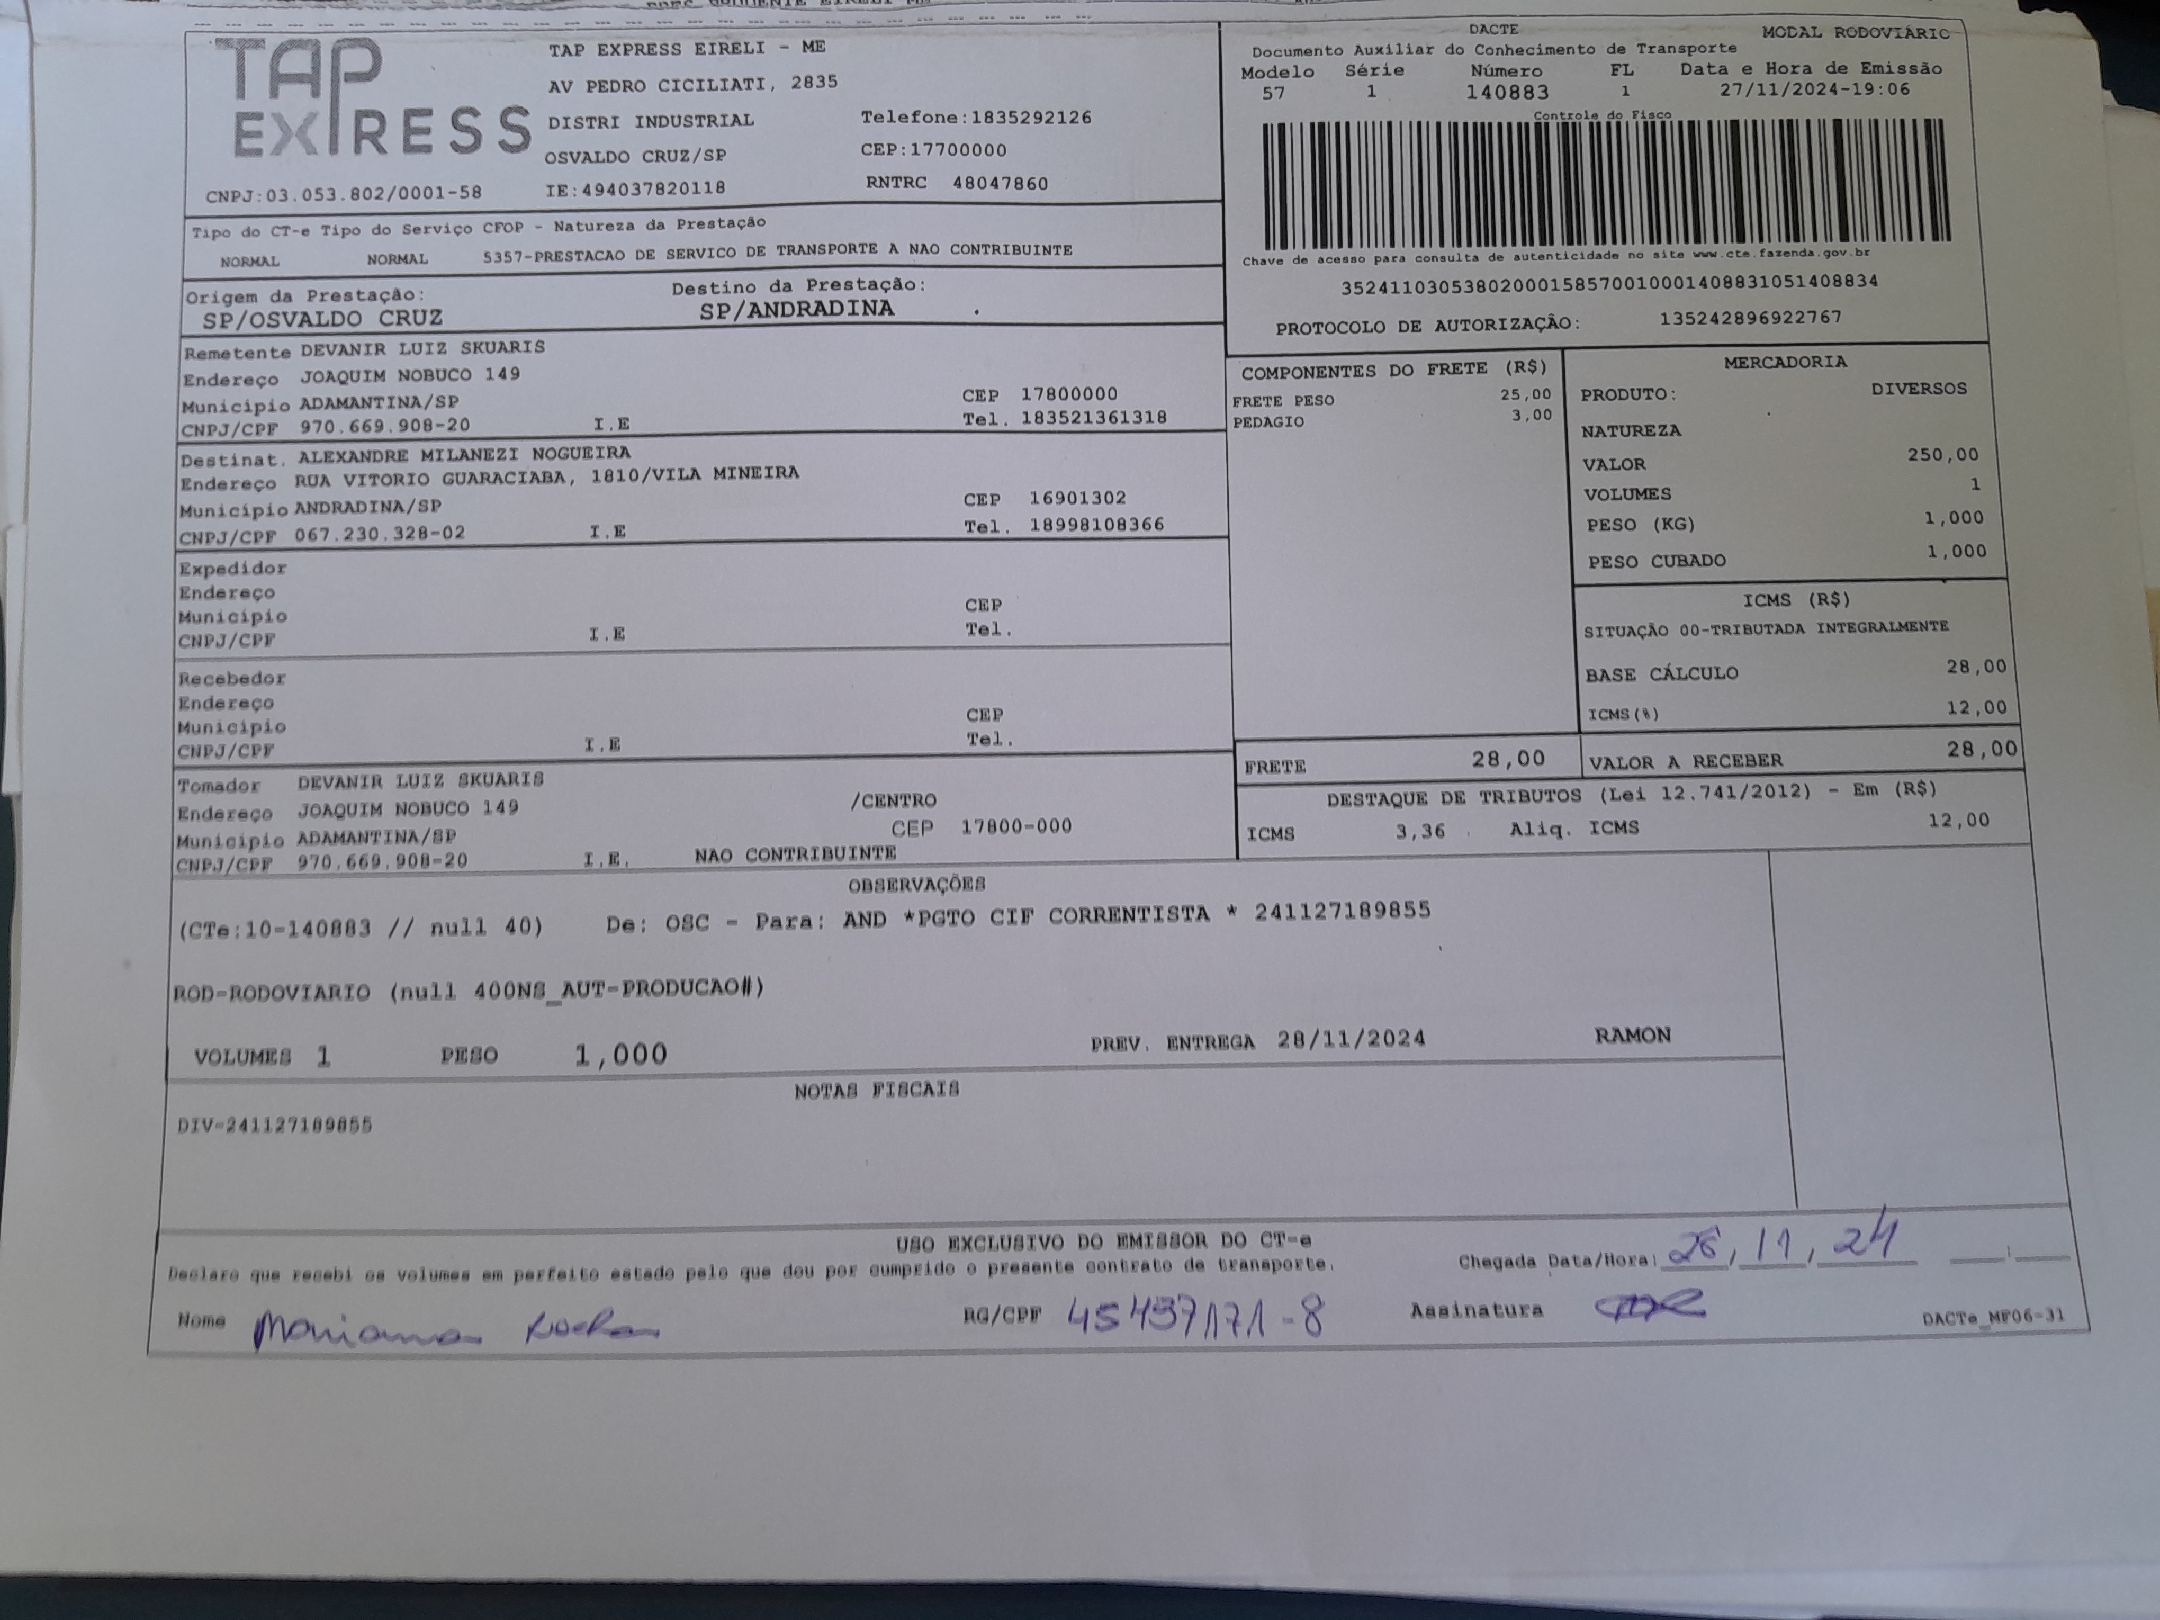 TAP EXPRESS
TAP EXPRESS EIRELI - ME
AV PEDRO CICILIATI, 2835
DISTRI INDUSTRIAL Telefone:1835292126
OSVALDO CRUZ/SP CEP:17700000
CNPJ:03.053.802/0001-58 IE:494037820118 RNTRC 48047860
DACTE MODAL RODOVIÁRIO
Documento Auxiliar do Conhecimento de Transporte
Modelo Série Número FL Data e Hora de Emissão
57 1 140883 1 27/11/2024-19:06
Controle do Fisco
Chave de acesso para consulta de autenticidade no site www.cte.fazenda.gov.br
35241103053802000158570010001408831051408834
PROTOCOLO DE AUTORIZAÇÃO: 135242896922767
Tipo do CT-e Tipo do Serviço CFOP - Natureza da Prestação
NORMAL NORMAL 5357-PRESTACAO DE SERVICO DE TRANSPORTE A NAO CONTRIBUINTE
Origem da Prestação: Destino da Prestação:
SP/OSVALDO CRUZ SP/ANDRADINA
Remetente DEVANIR LUIZ SKUARIS
Endereço JOAQUIM NOBUCO 149
Município ADAMANTINA/SP CEP 17800000
CNPJ/CPF 970.669.908-20 I.E Tel. 183521361318
Destinat. ALEXANDRE MILANEZI NOGUEIRA
Endereço RUA VITORIO GUARACIABA, 1810/VILA MINEIRA
Município ANDRADINA/SP CEP 16901302
CNPJ/CPF 067.230.328-02 I.E Tel. 18998108366
Expedidor
Endereço
Município CEP
CNPJ/CPF I.E Tel.
Recebedor
Endereço
Município CEP
CNPJ/CPF I.E Tel.
Tomador DEVANIR LUIZ SKUARIS
Endereço JOAQUIM NOBUCO 149 /CENTRO
Município ADAMANTINA/SP CEP 17800-000
CNPJ/CPF 970.669.908-20 I.E. NAO CONTRIBUINTE
COMPONENTES DO FRETE (R$)
FRETE PESO 25,00
PEDAGIO 3,00
FRETE 28,00
MERCADORIA
PRODUTO: DIVERSOS
NATUREZA
VALOR 250,00
VOLUMES 1
PESO (KG) 1,000
PESO CUBADO 1,000
ICMS (R$)
SITUAÇÃO 00-TRIBUTADA INTEGRALMENTE
BASE CÁLCULO 28,00
ICMS(%) 12,00
VALOR A RECEBER 28,00
DESTAQUE DE TRIBUTOS (Lei 12.741/2012) - Em (R$)
ICMS 3,36 Aliq. ICMS 12,00
OBSERVAÇÕES
(CTe:10-140883 // null 40) De: OSC - Para: AND *PGTO CIF CORRENTISTA * 241127189855
ROD-RODOVIARIO (null 400NS_AUT-PRODUCAO#)
VOLUMES 1 PESO 1,000 PREV. ENTREGA 28/11/2024 RAMON
NOTAS FISCAIS
DIV-241127189855
USO EXCLUSIVO DO EMISSOR DO CT-e
Declaro que recebi os volumes em perfeito estado pelo que dou por cumprido o presente contrato de transporte. Chegada Data/Hora: 26, 11, 24 :
Nome Mariana Rocha RG/CPF 45437171-8 Assinatura
DACTe_MF06-31